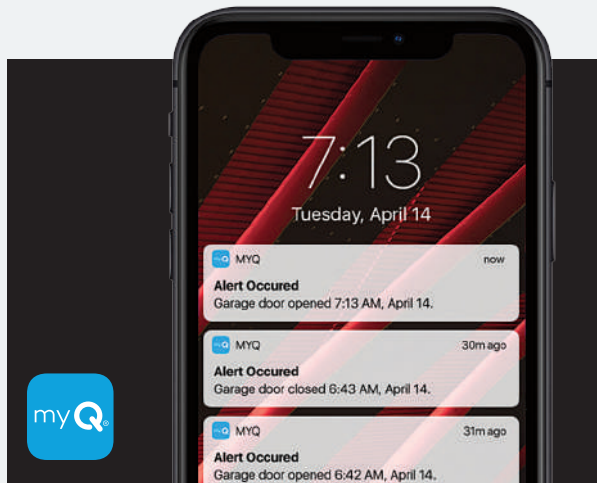 7:13
Tuesday, April 14
MYQ now
Alert Occured
Garage door opened 7:13 AM, April 14.
MYQ 30m ago
Alert Occured
Garage door closed 6:43 AM, April 14.
MYQ 31m ago
Alert Occured
Garage door opened 6:42 AM, April 14.
myQ®